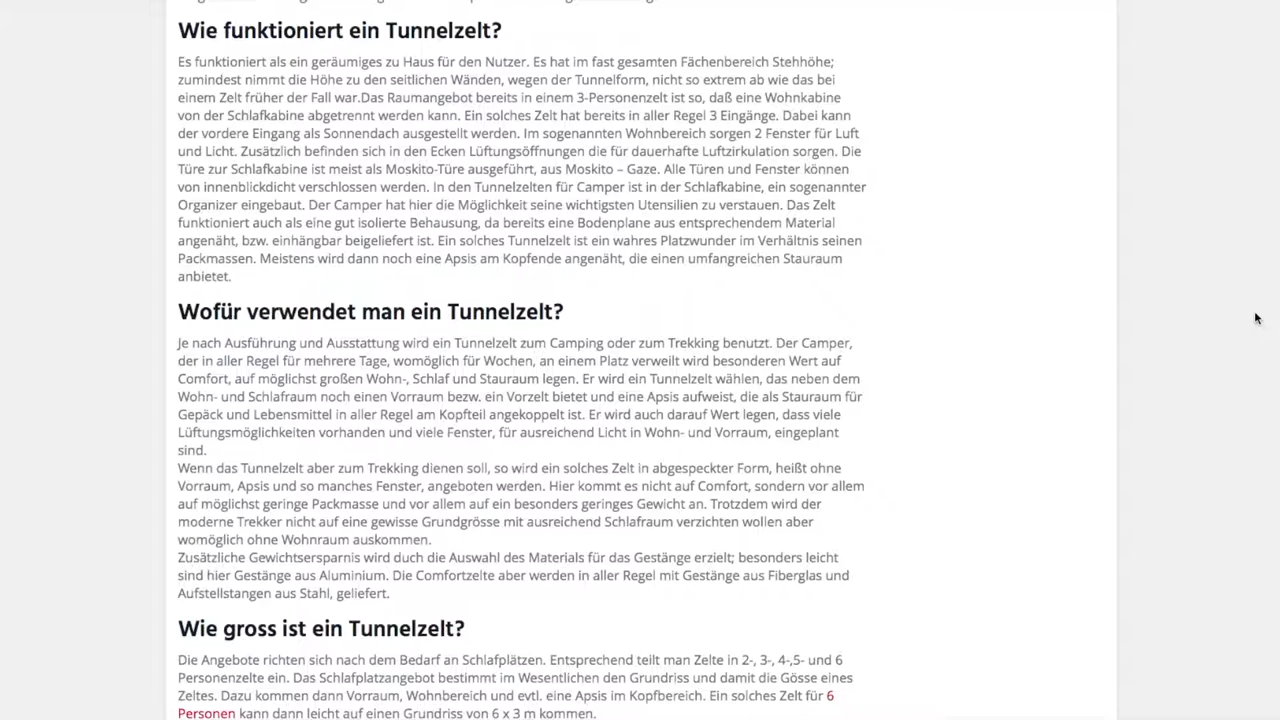 Wie funktioniert ein Tunnelzelt?
Es funktioniert als ein geräumiges zu Haus für den Nutzer. Es hat im fast gesamten Fächenbereich Stehhöhe;
zumindest nimmt die Höhe zu den seitlichen Wänden, wegen der Tunnelform, nicht so extrem ab wie das bei
einem Zelt früher der Fall war.Das Raumangebot bereits in einem 3-Personenzelt ist so, daß eine Wohnkabine
von der Schlafkabine abgetrennt werden kann. Ein solches Zelt hat bereits in aller Regel 3 Eingänge. Dabei kann
der vordere Eingang als Sonnendach ausgestellt werden. Im sogenannten Wohnbereich sorgen 2 Fenster für Luft
und Licht. Zusätzlich befinden sich in den Ecken Lüftungsöffnungen die für dauerhafte Luftzirkulation sorgen. Die
Türe zur Schlafkabine ist meist als Moskito-Türe ausgeführt, aus Moskito – Gaze. Alle Türen und Fenster können
von innenblickdicht verschlossen werden. In den Tunnelzelten für Camper ist in der Schlafkabine, ein sogenannter
Organizer eingebaut. Der Camper hat hier die Möglichkeit seine wichtigsten Utensilien zu verstauen. Das Zelt
funktioniert auch als eine gut isolierte Behausung, da bereits eine Bodenplane aus entsprechendem Material
angenäht, bzw. einhängbar beigeliefert ist. Ein solches Tunnelzelt ist ein wahres Platzwunder im Verhältnis seinen
Packmassen. Meistens wird dann noch eine Apsis am Kopfende angenäht, die einen umfangreichen Stauraum
anbietet.
Wofür verwendet man ein Tunnelzelt?
Je nach Ausführung und Ausstattung wird ein Tunnelzelt zum Camping oder zum Trekking benutzt. Der Camper,
der in aller Regel für mehrere Tage, womöglich für Wochen, an einem Platz verweilt wird besonderen Wert auf
Comfort, auf möglichst großen Wohn-, Schlaf und Stauraum legen. Er wird ein Tunnelzelt wählen, das neben dem
Wohn- und Schlafraum noch einen Vorraum bezw. ein Vorzelt bietet und eine Apsis aufweist, die als Stauraum für
Gepäck und Lebensmittel in aller Regel am Kopfteil angekoppelt ist. Er wird auch darauf Wert legen, dass viele
Lüftungsmöglichkeiten vorhanden und viele Fenster, für ausreichend Licht in Wohn- und Vorraum, eingeplant
sind.
Wenn das Tunnelzelt aber zum Trekking dienen soll, so wird ein solches Zelt in abgespeckter Form, heißt ohne
Vorraum, Apsis und so manches Fenster, angeboten werden. Hier kommt es nicht auf Comfort, sondern vor allem
auf möglichst geringe Packmasse und vor allem auf ein besonders geringes Gewicht an. Trotzdem wird der
moderne Trekker nicht auf eine gewisse Grundgrösse mit ausreichend Schlafraum verzichten wollen aber
womöglich ohne Wohnraum auskommen.
Zusätzliche Gewichtsersparnis wird duch die Auswahl des Materials für das Gestänge erzielt; besonders leicht
sind hier Gestänge aus Aluminium. Die Comfortzelte aber werden in aller Regel mit Gestänge aus Fiberglas und
Aufstellstangen aus Stahl, geliefert.
Wie gross ist ein Tunnelzelt?
Die Angebote richten sich nach dem Bedarf an Schlafplätzen. Entsprechend teilt man Zelte in 2-, 3-, 4-,5- und 6
Personenzelte ein. Das Schlafplatzangebot bestimmt im Wesentlichen den Grundriss und damit die Gösse eines
Zeltes. Dazu kommen dann Vorraum, Wohnbereich und evtl. eine Apsis im Kopfbereich. Ein solches Zelt für 6
Personen kann dann leicht auf einen Grundriss von 6 x 3 m kommen.